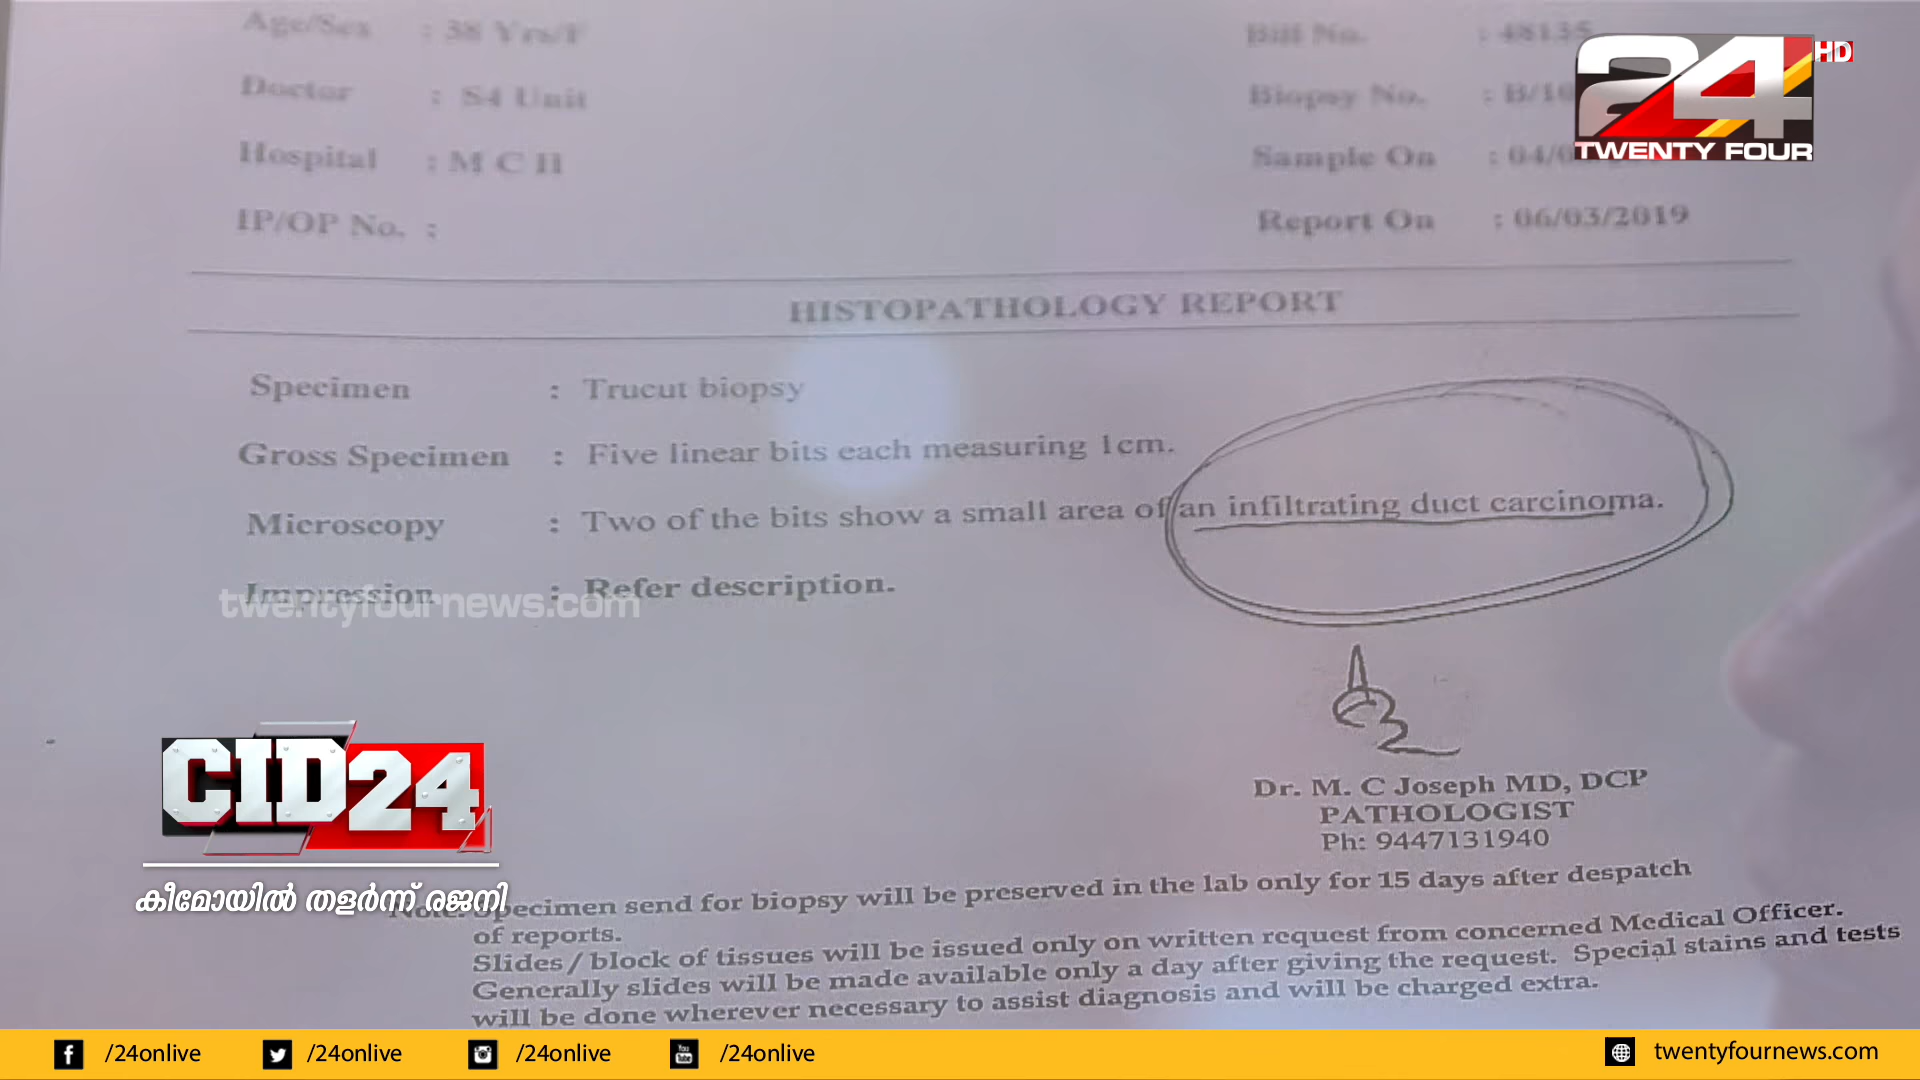 Age/Sex : 38 Yrs/F
Bill No. : 48135
Doctor : S4 Unit
Biopsy No. : B/
Hospital : M C H
Sample On : 04/
IP/OP No. :
Report On : 06/03/2019
24 HD
TWENTY FOUR
HISTOPATHOLOGY REPORT
Specimen : Trucut biopsy
Gross Specimen : Five linear bits each measuring 1cm.
Microscopy : Two of the bits show a small area of an infiltrating duct carcinoma.
Impression : Refer description.
twentyfournews.com
Dr. M. C Joseph MD, DCP
PATHOLOGIST
Ph: 9447131940
CID24
കീമോയിൽ തളർന്ന് രജനി
Note: Specimen send for biopsy will be preserved in the lab only for 15 days after despatch
of reports.
Slides / block of tissues will be issued only on written request from concerned Medical Officer.
Generally slides will be made available only a day after giving the request. Special stains and tests
will be done wherever necessary to assist diagnosis and will be charged extra.
/24onlive /24onlive /24onlive /24onlive twentyfournews.com